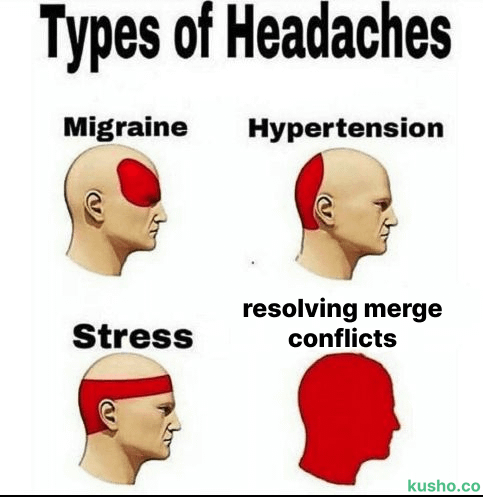 Types of Headaches
Migraine
Hypertension
Stress
resolving merge
conflicts
kusho.co